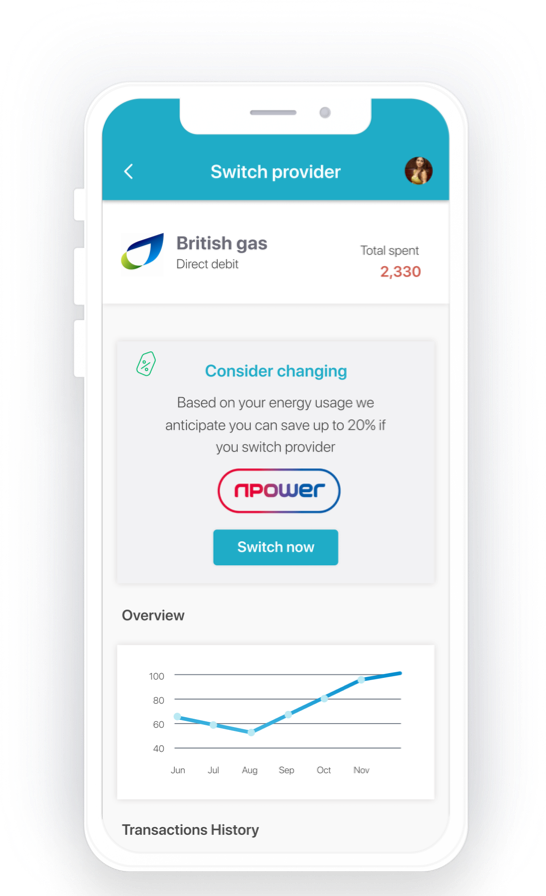 Switch provider
British gas
Direct debit
Total spent
2,330
%
Consider changing
Based on your energy usage we
anticipate you can save up to 20% if
you switch provider
npower
Switch now
Overview
100
80
60
40
Jun Jul Aug Sep Oct Nov
Transactions History